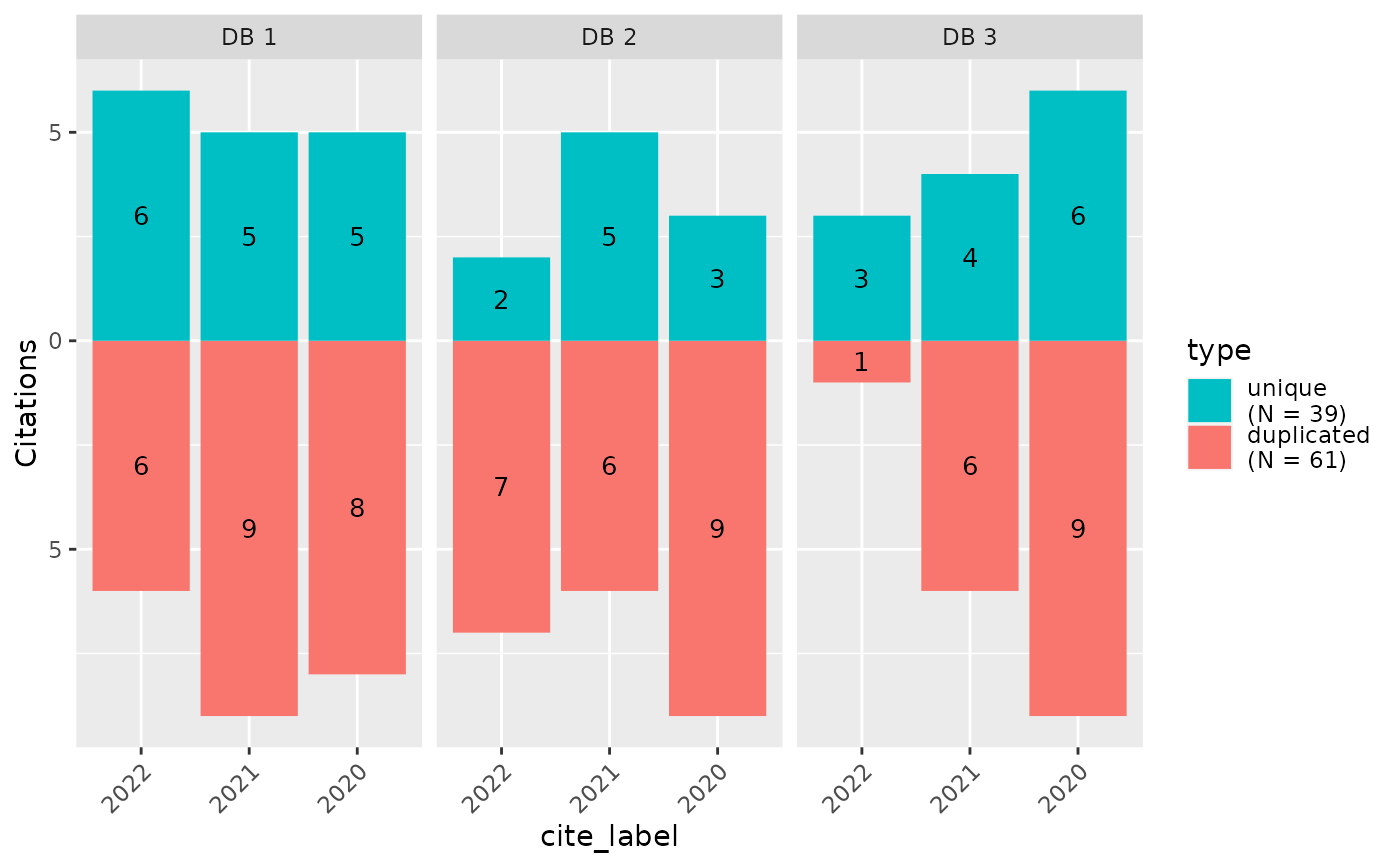 DB 1 DB 2 DB 3
5
0
5
Citations
6 5 5 2 5 3 3 4 6
6 9 8 7 6 9 1 6 9
2022 2021 2020 2022 2021 2020 2022 2021 2020
cite_label
type
unique
(N = 39)
duplicated
(N = 61)